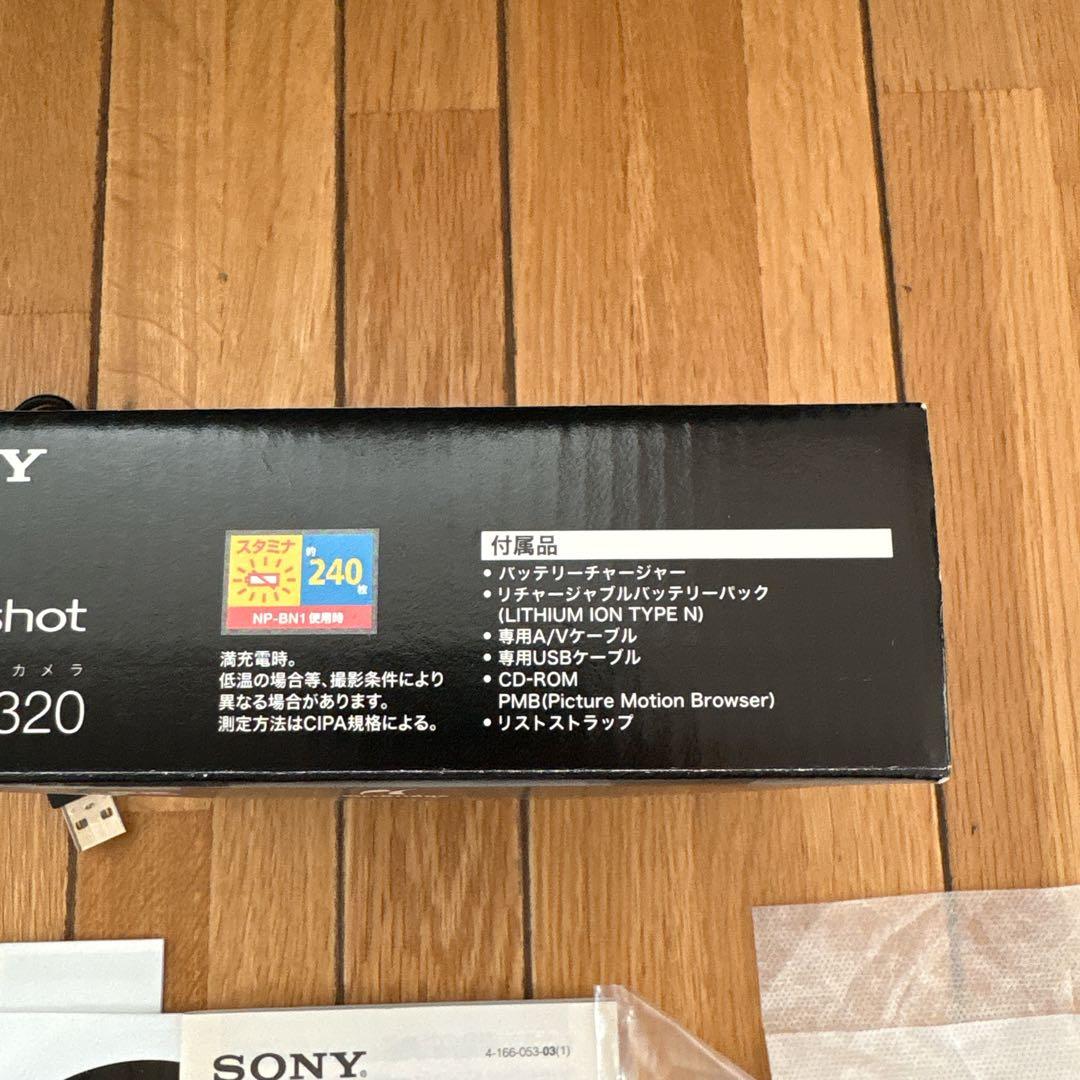 Y
スタミナ
約
240
枚
NP-BN1使用時
満充電時。
低温の場合等、撮影条件により
異なる場合があります。
測定方法はCIPA規格による。
shot
カメラ
320
付属品
• バッテリーチャージャー
• リチャージャブルバッテリーパック
(LITHIUM ION TYPE N)
• 専用A/Vケーブル
• 専用USBケーブル
• CD-ROM
PMB(Picture Motion Browser)
• リストストラップ
SONY®
4-166-053-03(1)